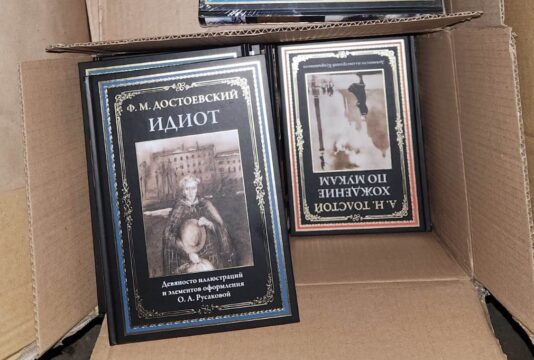 Ф. М. ДОСТОЕВСКИЙ
ИДИОТ
Девяносто иллюстраций
и элементов оформления
О. А. Русаковой
А. Н. ТОЛСТОЙ
ХОЖДЕНИЕ
ПО МУКАМ